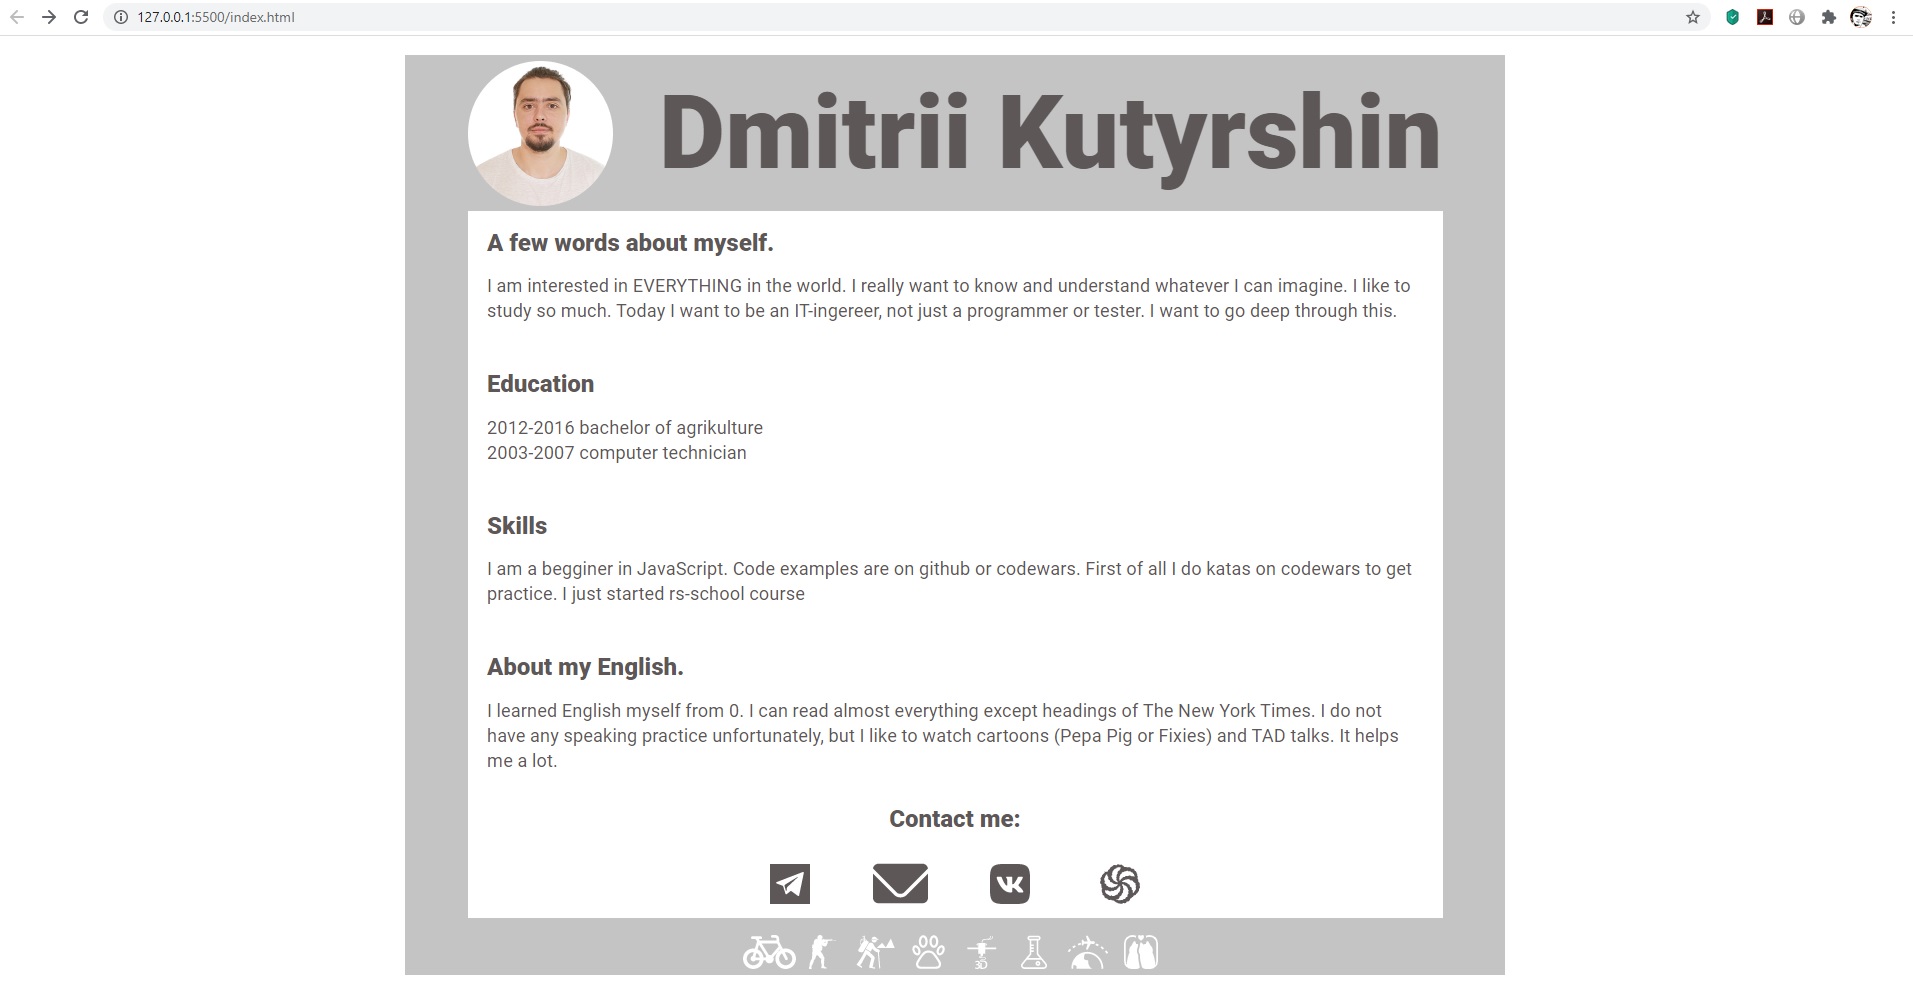 127.0.0.1:5500/index.html
Dmitrii Kutyrshin
A few words about myself.
I am interested in EVERYTHING in the world. I really want to know and understand whatever I can imagine. I like to
study so much. Today I want to be an IT-ingereer, not just a programmer or tester. I want to go deep through this.
Education
2012-2016 bachelor of agrikulture
2003-2007 computer technician
Skills
I am a begginer in JavaScript. Code examples are on github or codewars. First of all I do katas on codewars to get
practice. I just started rs-school course
About my English.
I learned English myself from 0. I can read almost everything except headings of The New York Times. I do not
have any speaking practice unfortunately, but I like to watch cartoons (Pepa Pig or Fixies) and TAD talks. It helps
me a lot.
Contact me:
3D